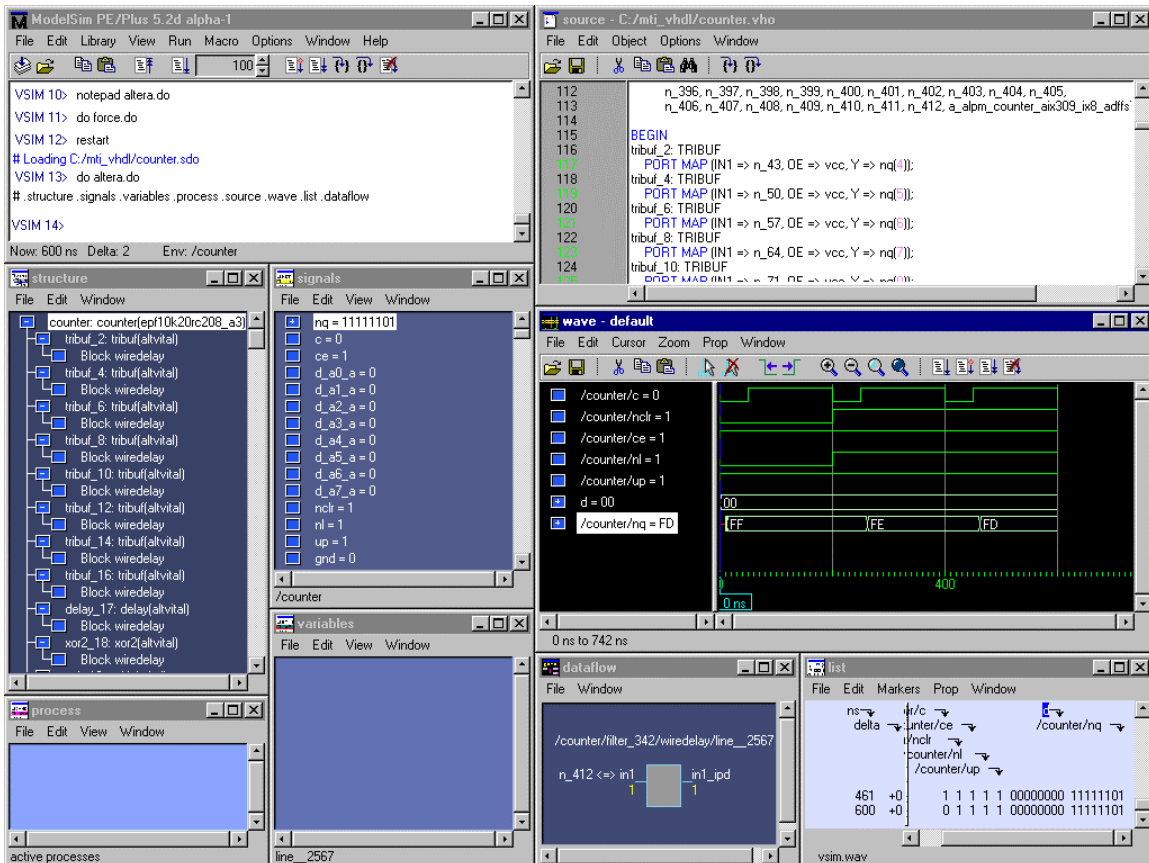 ModelSim PE/Plus 5.2d alpha-1
File Edit Library View Run Macro Options Window Help
100
VSIM 10> notepad altera.do
VSIM 11> do force.do
VSIM 12> restart
# Loading C:/mti_vhdl/counter.sdo
VSIM 13> do altera.do
# .structure .signals .variables .process .source .wave .list .dataflow
VSIM 14>
Now: 600 ns Delta: 2 Env: /counter
source - C:/mti_vhdl/counter.vho
File Edit Object Options Window
112 n_396, n_397, n_398, n_399, n_400, n_401, n_402, n_403, n_404, n_405,
113 n_406, n_407, n_408, n_409, n_410, n_411, n_412, a_alpm_counter_aix309_ix8_adffs
114
115 BEGIN
116 tribuf_2: TRIBUF
117 PORT MAP (IN1 => n_43, OE => vcc, Y => nq(4));
118 tribuf_4: TRIBUF
119 PORT MAP (IN1 => n_50, OE => vcc, Y => nq(5));
120 tribuf_6: TRIBUF
121 PORT MAP (IN1 => n_57, OE => vcc, Y => nq(6));
122 tribuf_8: TRIBUF
123 PORT MAP (IN1 => n_64, OE => vcc, Y => nq(7));
124 tribuf_10: TRIBUF
125 PORT MAP (IN1 => n_71, OE => vcc, Y => nq(0));
structure
File Edit Window
counter: counter(epf10k20rc208_a3)
tribuf_2: tribuf(altvital)
Block wiredelay
tribuf_4: tribuf(altvital)
Block wiredelay
tribuf_6: tribuf(altvital)
Block wiredelay
tribuf_8: tribuf(altvital)
Block wiredelay
tribuf_10: tribuf(altvital)
Block wiredelay
tribuf_12: tribuf(altvital)
Block wiredelay
tribuf_14: tribuf(altvital)
Block wiredelay
tribuf_16: tribuf(altvital)
Block wiredelay
delay_17: delay(altvital)
Block wiredelay
xor2_18: xor2(altvital)
Block wiredelay
signals
File Edit View Window
nq = 11111101
c = 0
ce = 1
d_a0_a = 0
d_a1_a = 0
d_a2_a = 0
d_a3_a = 0
d_a4_a = 0
d_a5_a = 0
d_a6_a = 0
d_a7_a = 0
nclr = 1
nl = 1
up = 1
gnd = 0
/counter
wave - default
File Edit Cursor Zoom Prop Window
/counter/c = 0
/counter/nclr = 1
/counter/ce = 1
/counter/nl = 1
/counter/up = 1
d = 00
00
/counter/nq = FD
FF FE FD
400
0 ns
0 ns to 742 ns
process
File Edit View Window
active processes
variables
File Edit View Window
line__2567
dataflow
File Window
/counter/filter_342/wiredelay/line__2567
n_412 <=> in1 in1_ipd
1 1
list
File Edit Markers Prop Window
ns er/c d
delta :unter/ce /counter/nq
r/nclr
counter/nl
/counter/up
461 +0 1 1 1 1 1 00000000 11111101
600 +0 0 1 1 1 1 00000000 11111101
vsim.wav